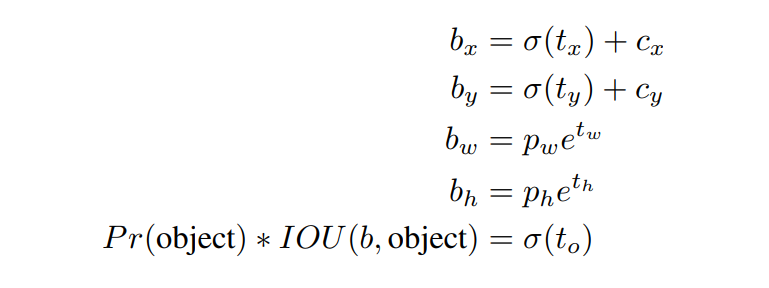 b_x = σ(t_x) + c_x
b_y = σ(t_y) + c_y
b_w = p_w e^{t_w}
b_h = p_h e^{t_h}
Pr(object) ∗ IOU(b, object) = σ(t_o)